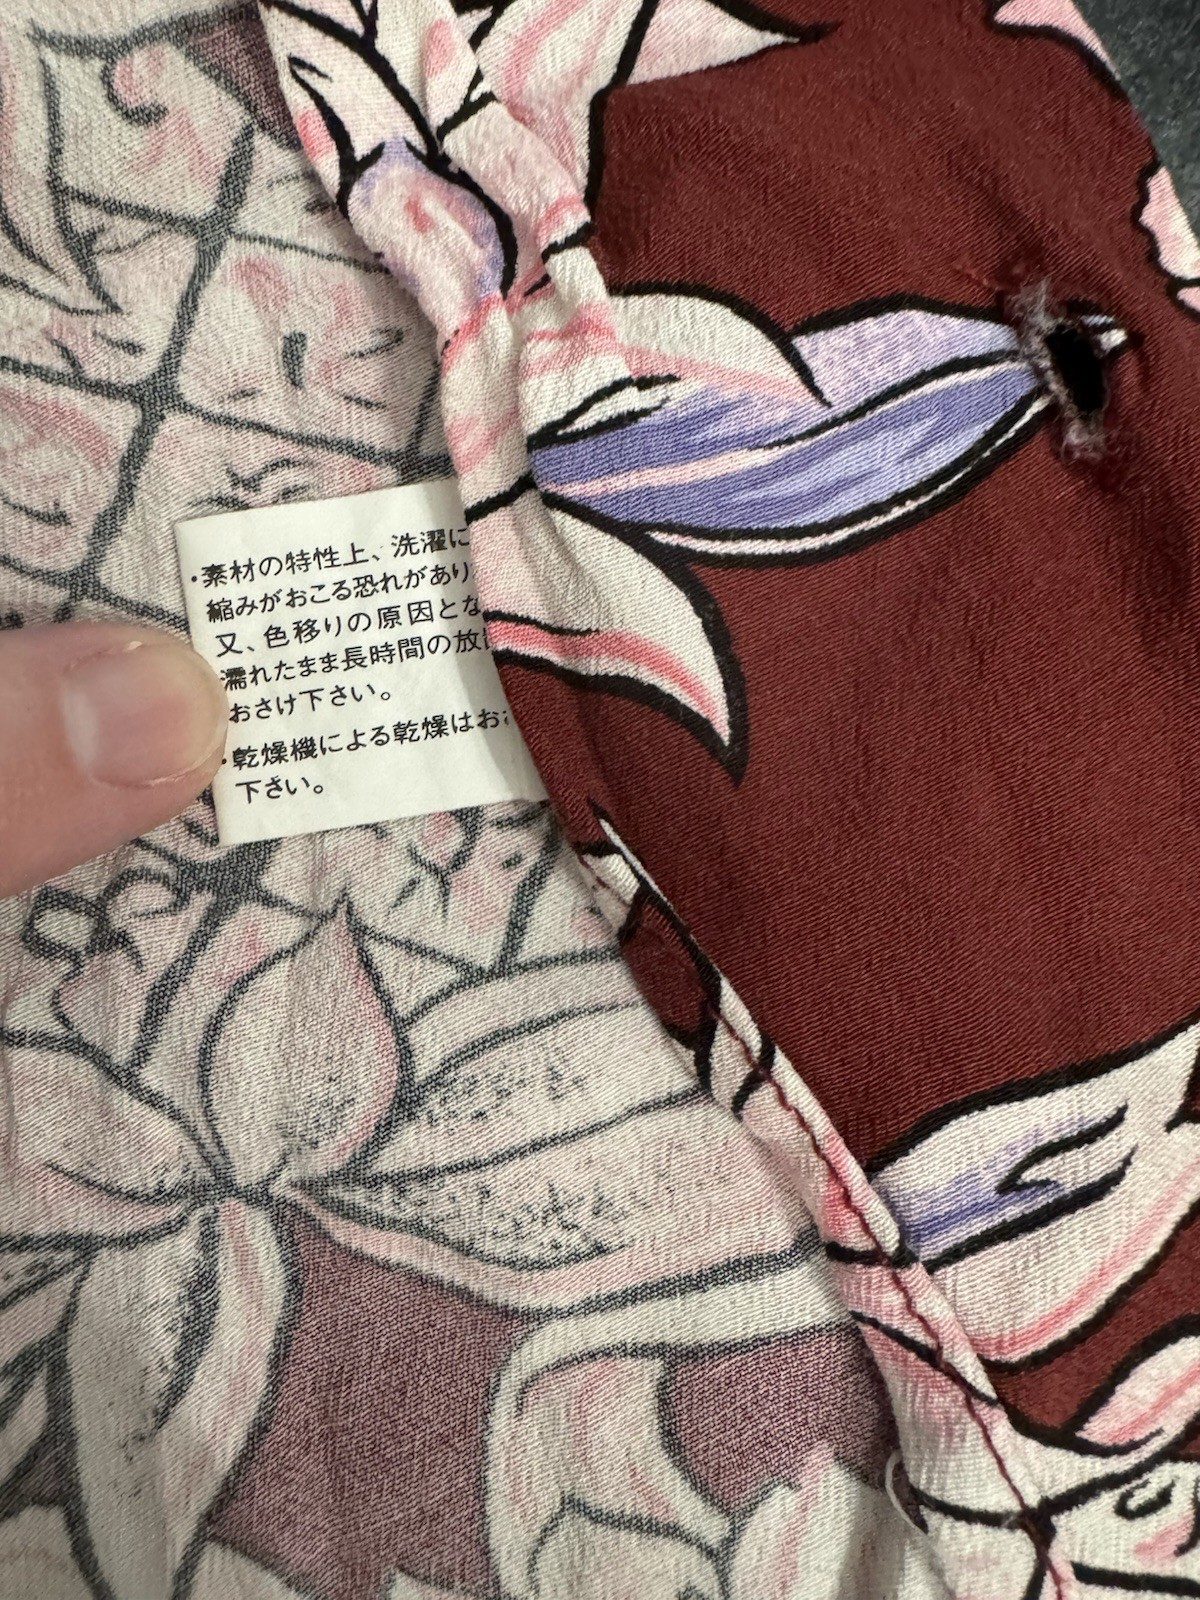 ・素材の特性上、洗濯に
縮みがおこる恐れがあり
又、色移りの原因とな
濡れたまま長時間の放
おさけ下さい。
・乾燥機による乾燥はお
下さい。